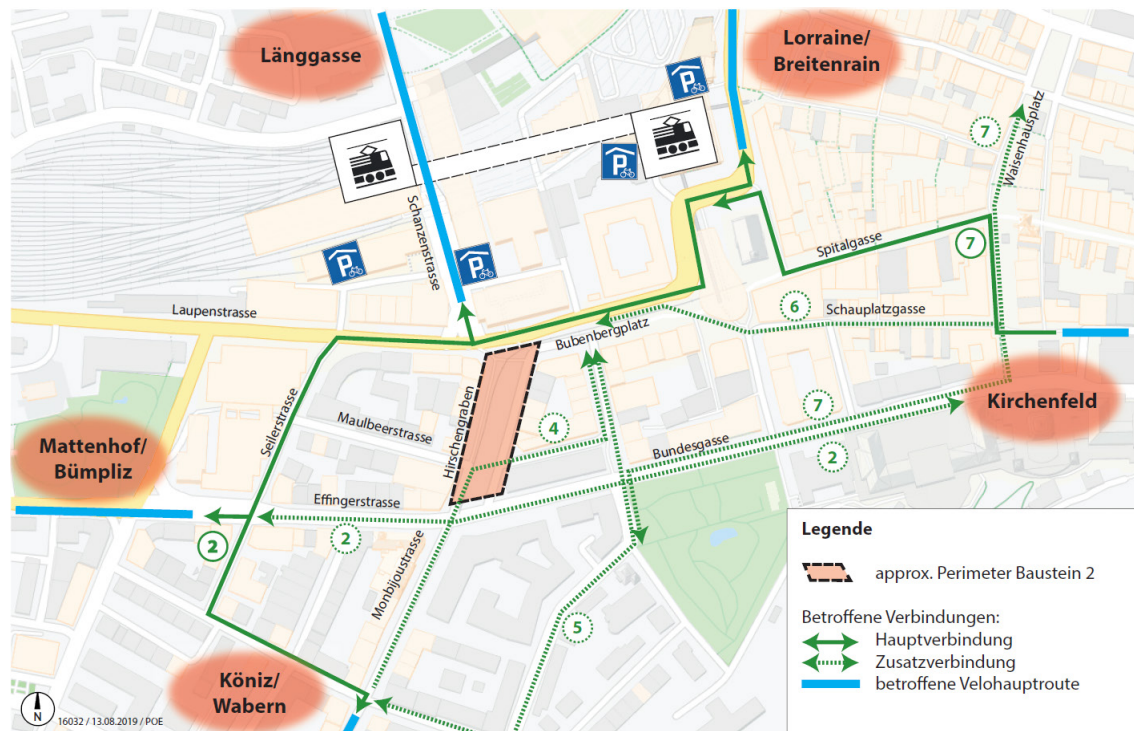 Länggasse
Lorraine/
Breitenrain
P
P
P
P
7
Waisenhausplatz
Schanzenstrasse
Spitalgasse
7
Laupenstrasse
6
Schauplatzgasse
Bubenbergplatz
Kirchenfeld
Mattenhof/
Bümpliz
Seilerstrasse
Maulbeerstrasse
Hirschengraben
4
7
Bundesgasse
2
Effingerstrasse
2
2
Monbijoustrasse
5
Köniz/
Wabern
N
16032 / 13.08.2019 / POE
Legende
approx. Perimeter Baustein 2
Betroffene Verbindungen:
Hauptverbindung
Zusatzverbindung
betroffene Velohauptroute